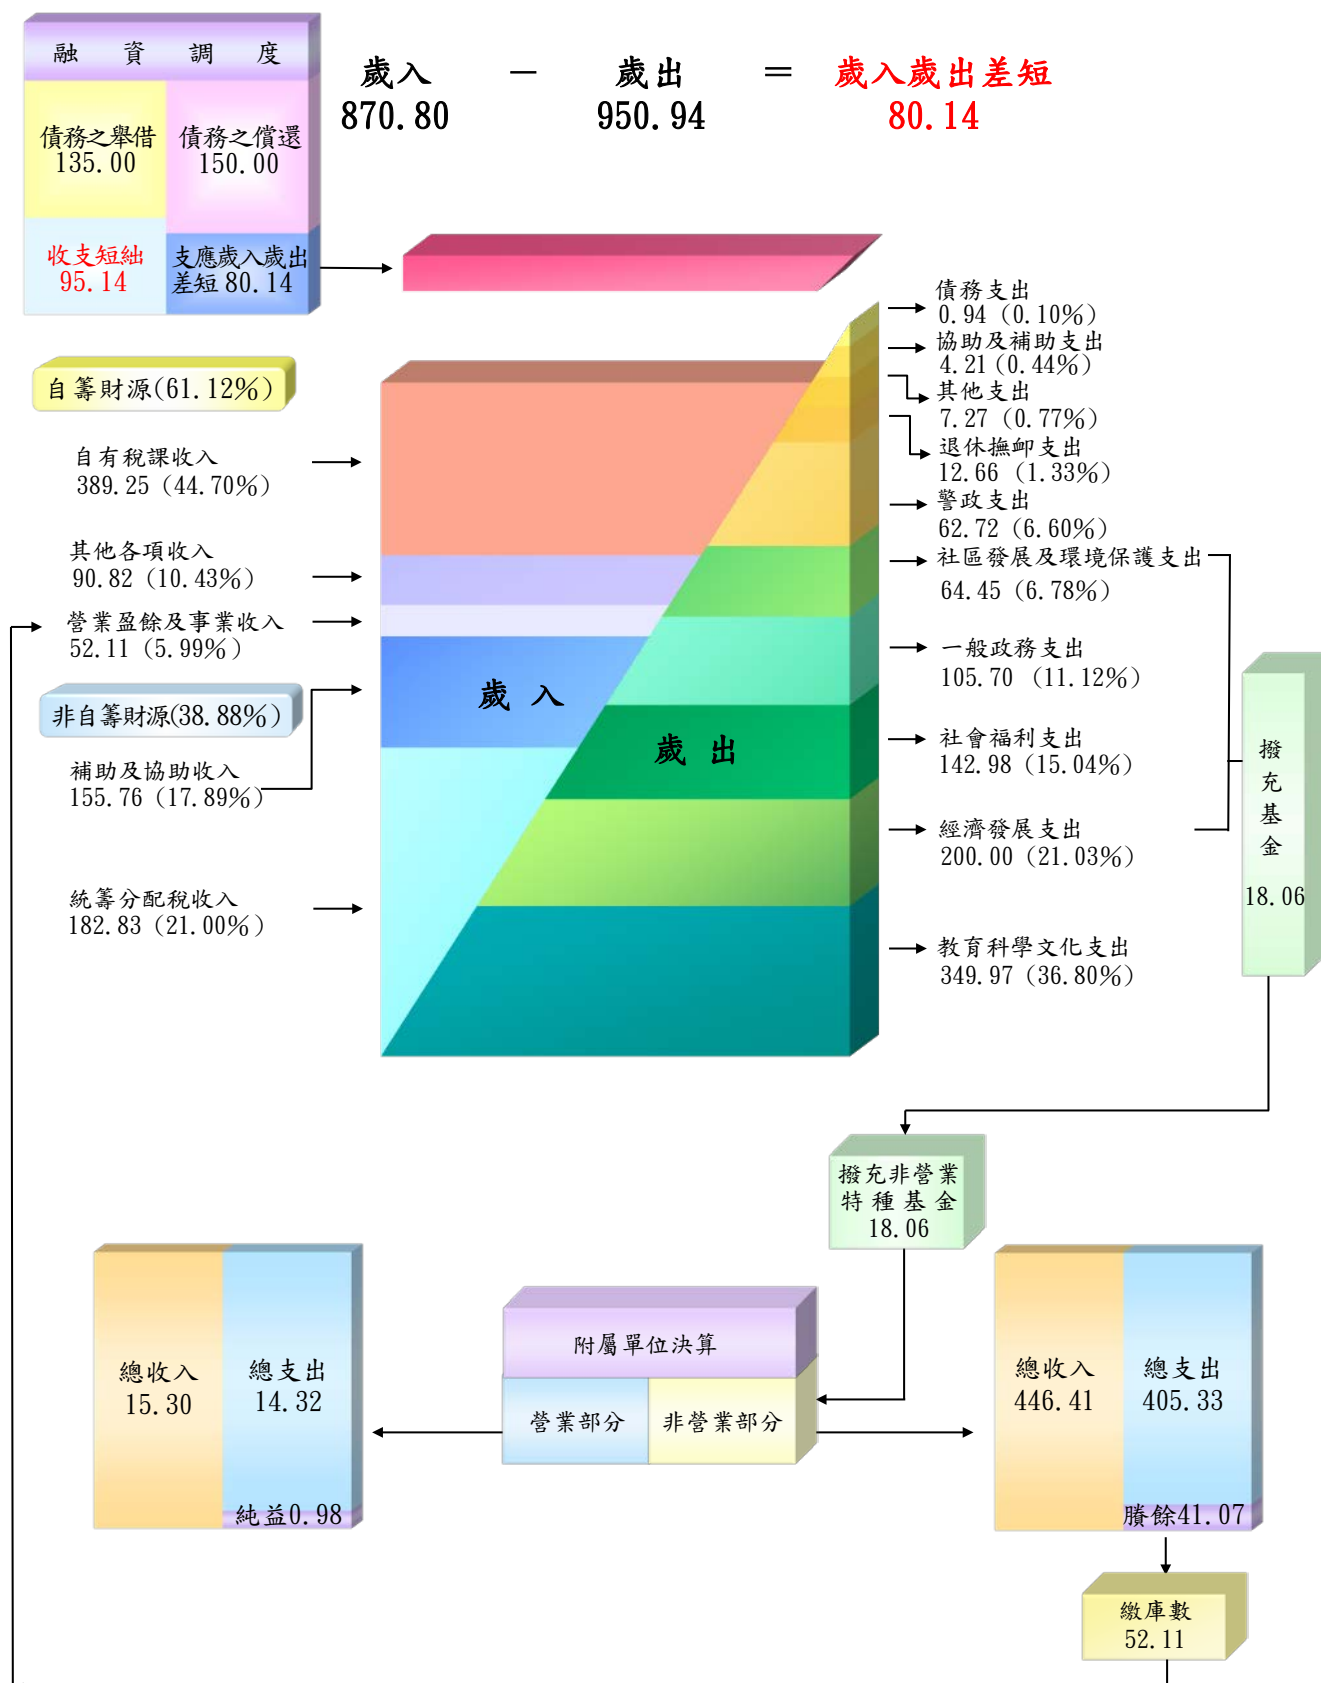 融資調度
債務之舉借
135.00
債務之償還
150.00
收支短絀
95.14
支應歲入歲出
差短80.14
歲入 － 歲出 ＝ 歲入歲出差短
870.80 950.94 80.14
自籌財源(61.12%)
自有稅課收入
389.25 (44.70%)
其他各項收入
90.82 (10.43%)
營業盈餘及事業收入
52.11 (5.99%)
非自籌財源(38.88%)
補助及協助收入
155.76 (17.89%)
統籌分配稅收入
182.83 (21.00%)
歲入
歲出
債務支出
0.94 (0.10%)
協助及補助支出
4.21(0.44%)
其他支出
7.27 (0.77%)
退休撫卹支出
12.66 (1.33%)
警政支出
62.72 (6.60%)
社區發展及環境保護支出
64.45 (6.78%)
一般政務支出
105.70 (11.12%)
社會福利支出
142.98 (15.04%)
經濟發展支出
200.00 (21.03%)
教育科學文化支出
349.97 (36.80%)
撥充基金
18.06
撥充非營業
特種基金
18.06
附屬單位決算
營業部分
非營業部分
總收入
15.30
總支出
14.32
純益0.98
總收入
446.41
總支出
405.33
賸餘41.07
繳庫數
52.11